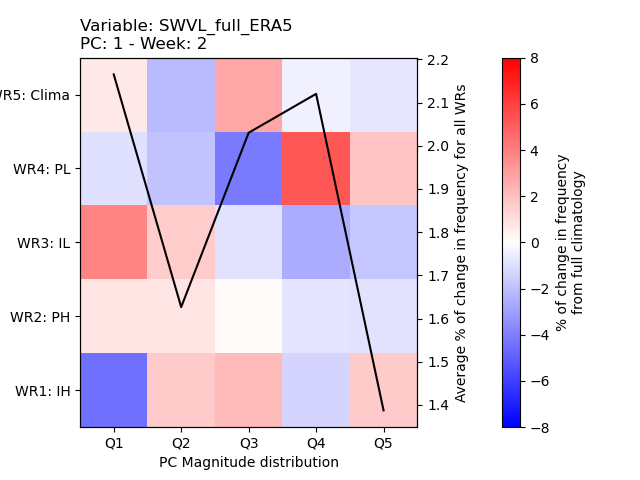 Variable: SWVL_full_ERA5
PC: 1 - Week: 2
WR5: Clima
WR4: PL
WR3: IL
WR2: PH
WR1: IH
Q1 Q2 Q3 Q4 Q5
PC Magnitude distribution
2.2
2.1
2.0
1.9
1.8
1.7
1.6
1.5
1.4
Average % of change in frequency for all WRs
8
6
4
2
0
−2
−4
−6
−8
% of change in frequency
from full climatology